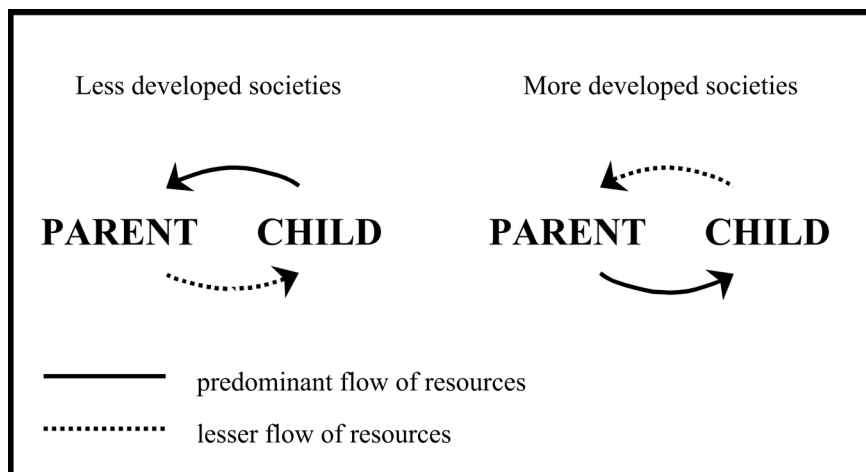 Less developed societies
More developed societies
PARENT CHILD
PARENT CHILD
predominant flow of resources
lesser flow of resources